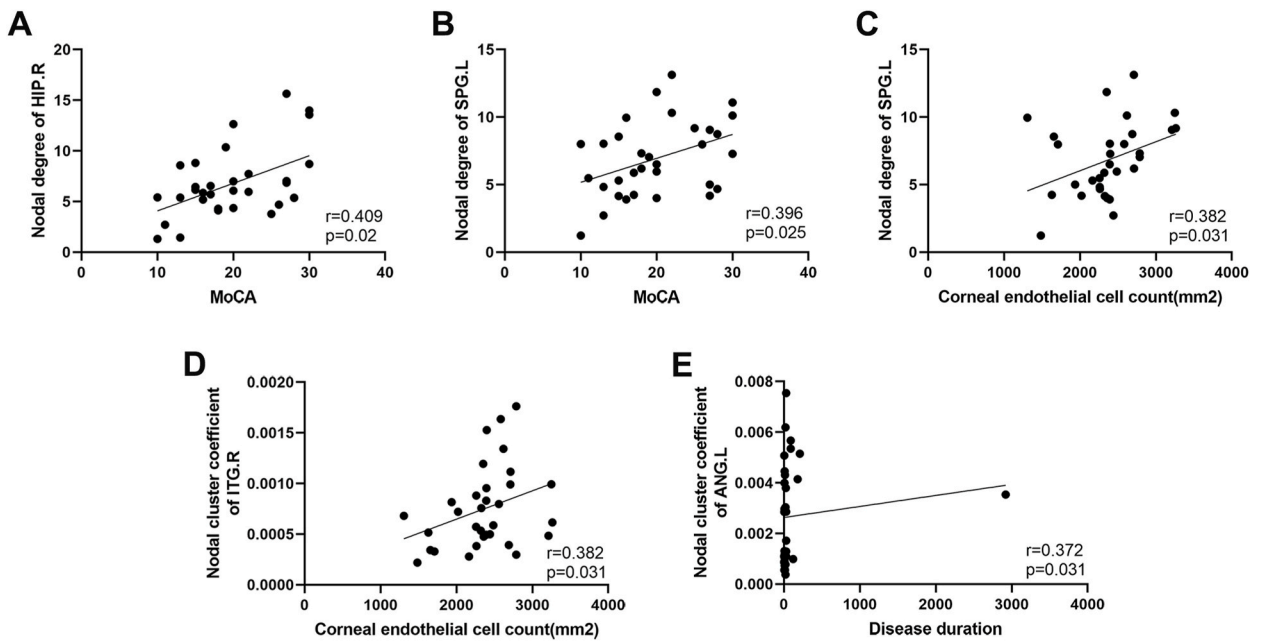 A
Nodal degree of HIP.R
20
15
10
5
0
0 10 20 30 40
MoCA
r=0.409
p=0.02
B
Nodal degree of SPG.L
15
10
5
0
0 10 20 30 40
MoCA
r=0.396
p=0.025
C
Nodal degree of SPG.L
15
10
5
0
0 1000 2000 3000 4000
Corneal endothelial cell count(mm2)
r=0.382
p=0.031
D
Nodal cluster coefficient
of ITG.R
0.0020
0.0015
0.0010
0.0005
0.0000
0 1000 2000 3000 4000
Corneal endothelial cell count(mm2)
r=0.382
p=0.031
E
Nodal cluster coefficient
of ANG.L
0.008
0.006
0.004
0.002
0.000
0 1000 2000 3000 4000
Disease duration
r=0.372
p=0.031